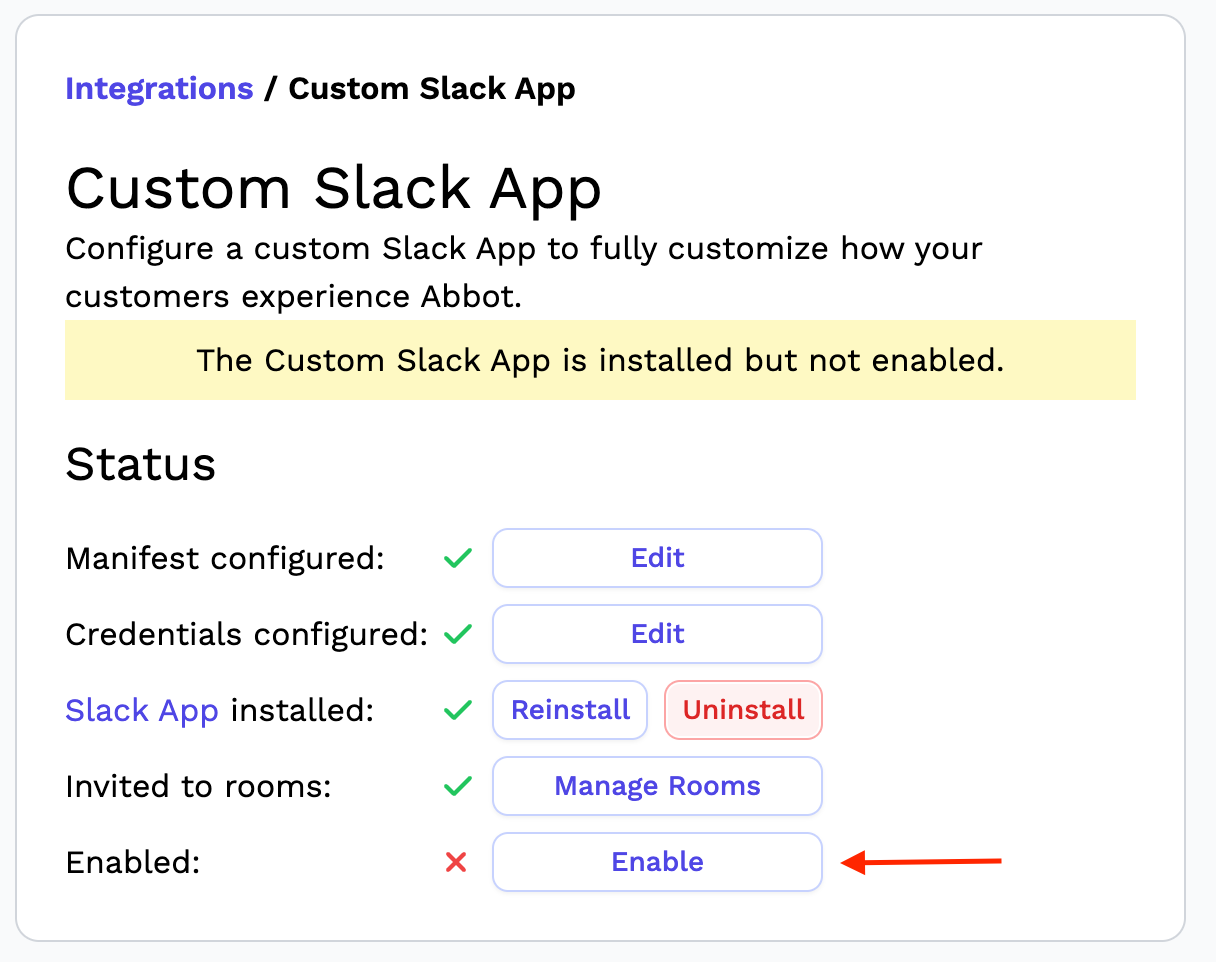 Integrations / Custom Slack App
Custom Slack App
Configure a custom Slack App to fully customize how your
customers experience Abbot.
The Custom Slack App is installed but not enabled.
Status
Manifest configured: Edit
Credentials configured: Edit
Slack App installed: Reinstall Uninstall
Invited to rooms: Manage Rooms
Enabled: Enable